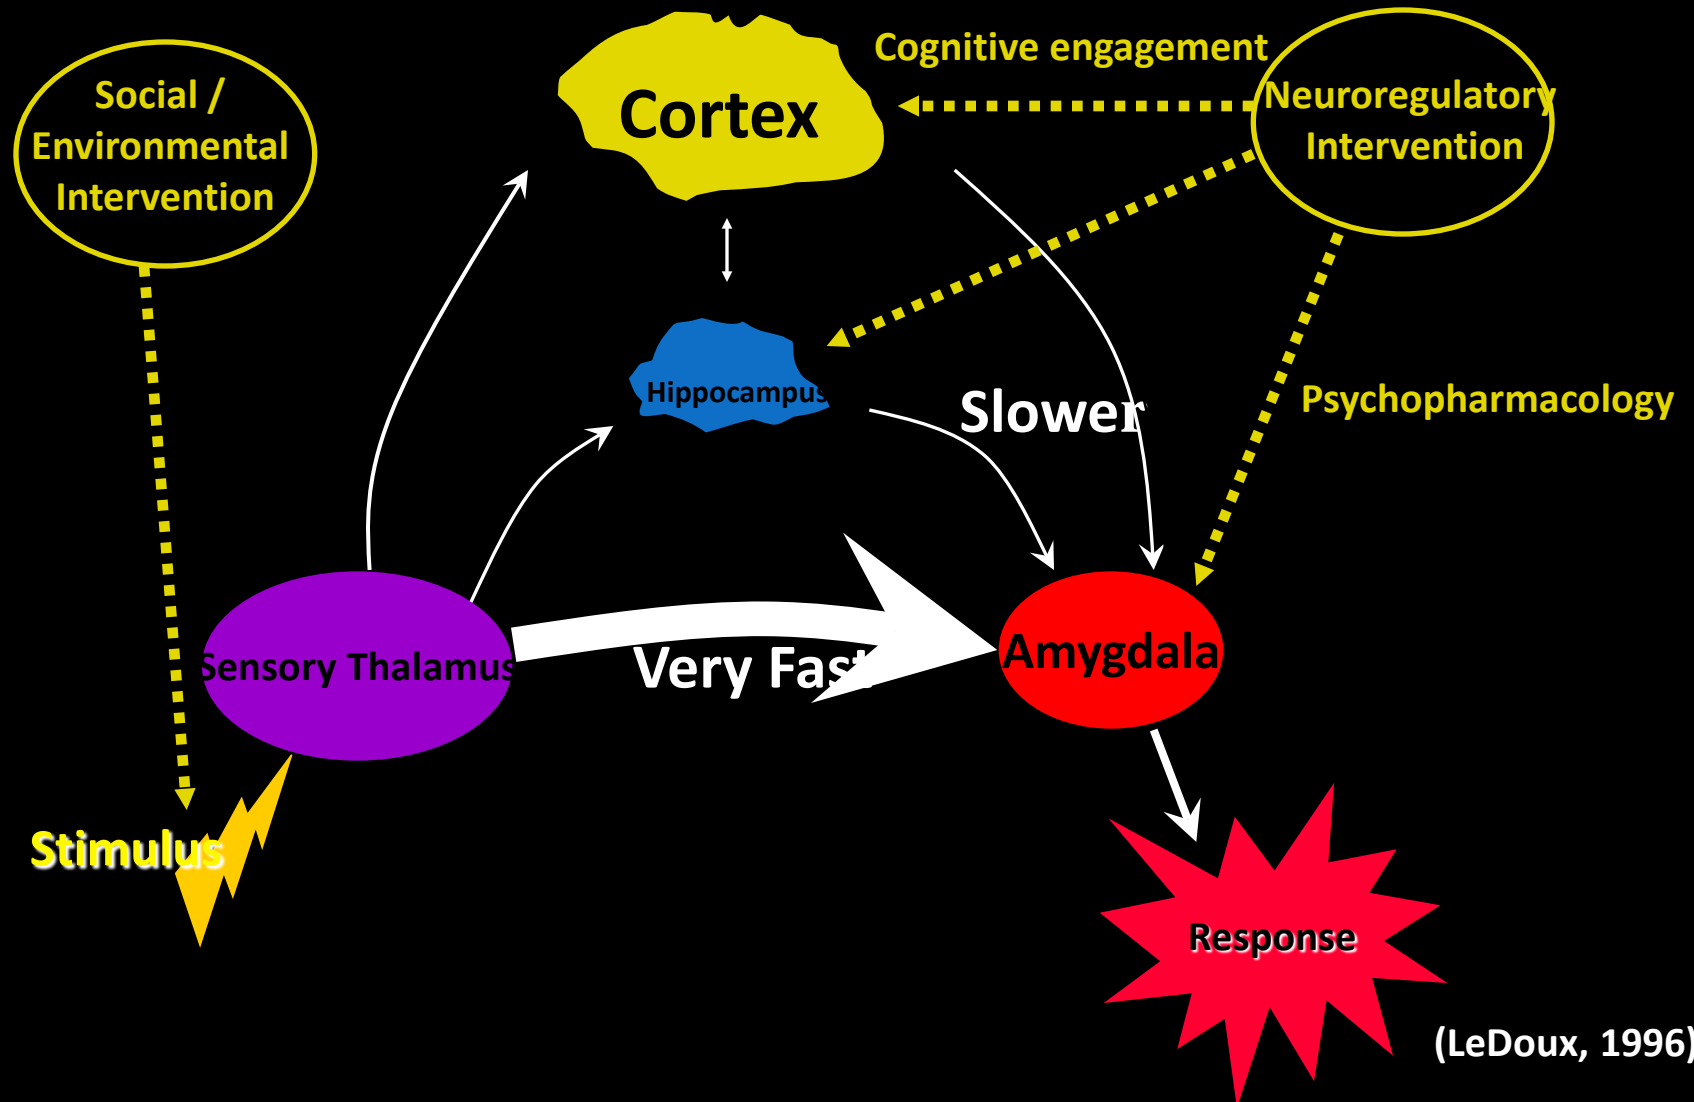 Social /
Environmental
Intervention
Cortex
Cognitive engagement
Neuroregulatory
Intervention
Hippocampus
Slower
Psychopharmacology
Sensory Thalamus
Very Fast
Amygdala
Stimulus
Response
(LeDoux, 1996)